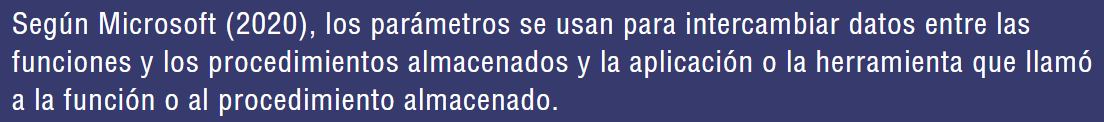 Según Microsoft (2020), los parámetros se usan para intercambiar datos entre las
funciones y los procedimientos almacenados y la aplicación o la herramienta que llamó
a la función o al procedimiento almacenado.